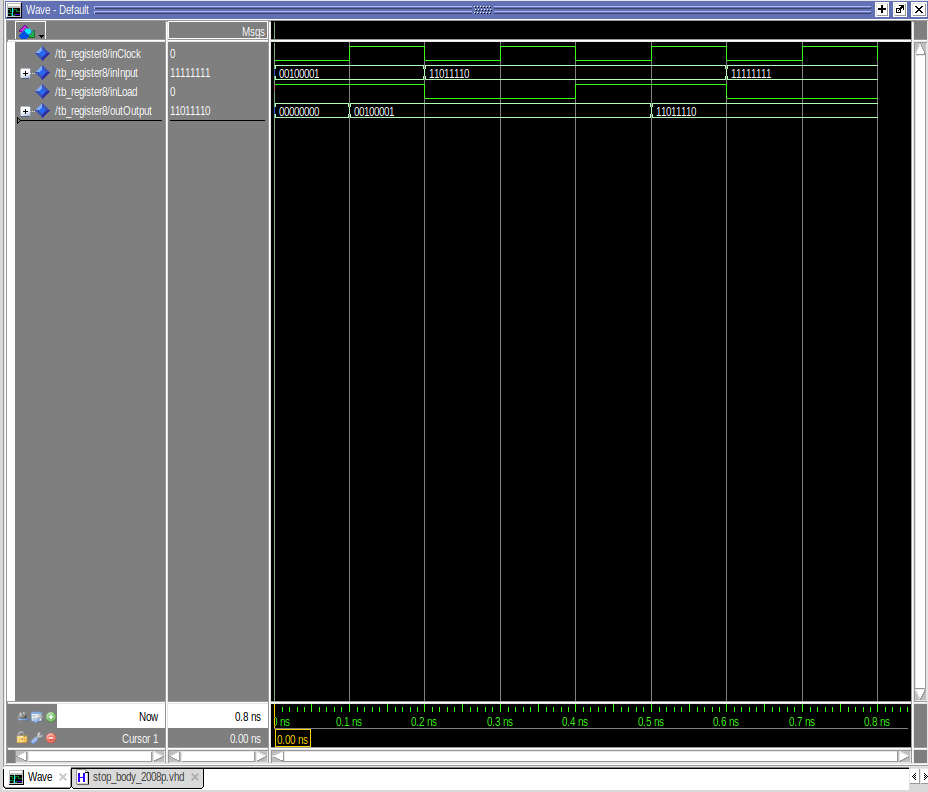 Wave - Default
Msgs
/tb_register8/inClock 0
/tb_register8/inInput 11111111 00100001 11011110 11111111
/tb_register8/inLoad 0
/tb_register8/outOutput 11011110 00000000 00100001 11011110
Now 0.8 ns ns 0.1 ns 0.2 ns 0.3 ns 0.4 ns 0.5 ns 0.6 ns 0.7 ns 0.8 ns
Cursor 1 0.00 ns 0.00 ns
Wave stop_body_2008p.vhd